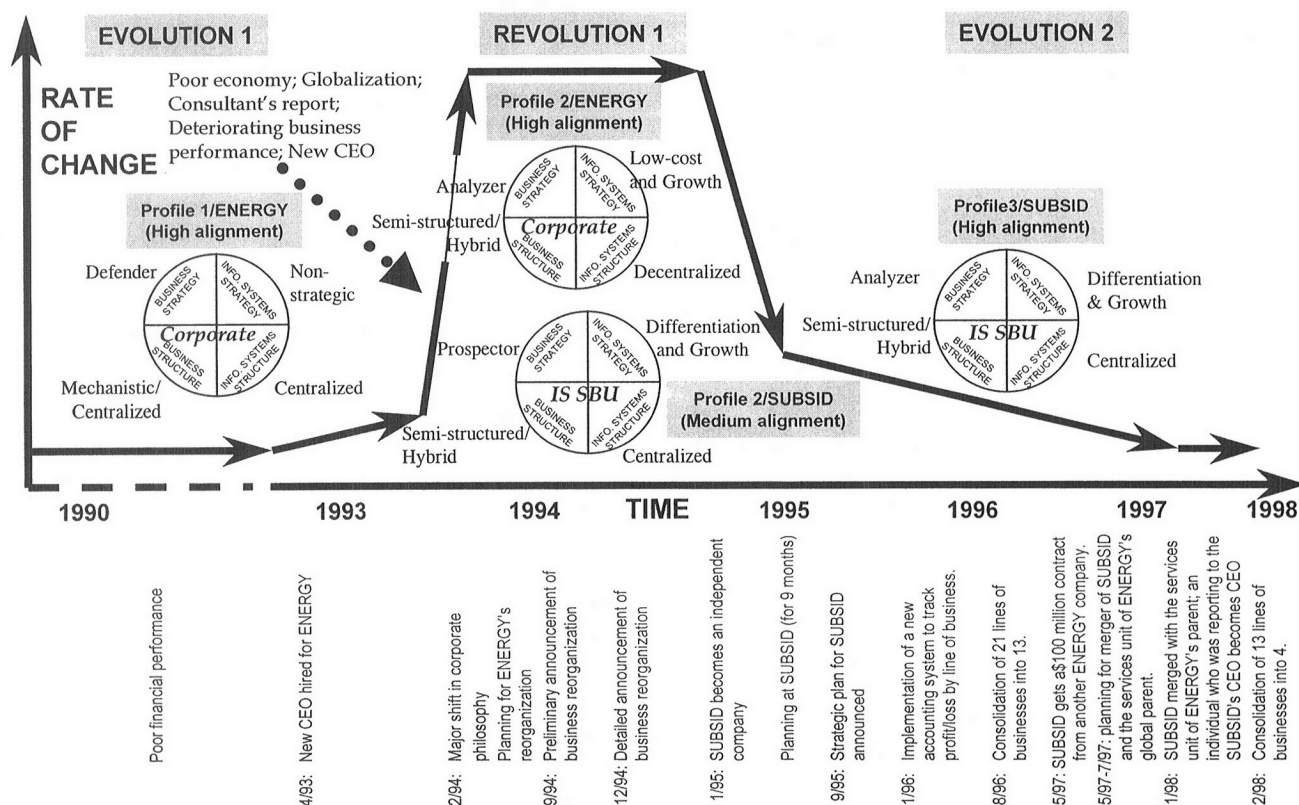 EVOLUTION 1
REVOLUTION 1
EVOLUTION 2
RATE
OF
CHANGE
Poor economy; Globalization;
Consultant's report;
Deteriorating business
performance; New CEO
Profile 1/ENERGY
(High alignment)
Defender
Non-
strategic
BUSINESS
STRATEGY
INFO. SYSTEMS
STRATEGY
Corporate
BUSINESS
STRUCTURE
INFO. SYSTEMS
STRUCTURE
Mechanistic/
Centralized
Centralized
Profile 2/ENERGY
(High alignment)
Analyzer
Low-cost
and Growth
BUSINESS
STRATEGY
INFO. SYSTEMS
STRATEGY
Semi-structured/
Hybrid
Corporate
BUSINESS
STRUCTURE
INFO. SYSTEMS
STRUCTURE
Decentralized
Prospector
Differentiation
and Growth
BUSINESS
STRATEGY
INFO. SYSTEMS
STRATEGY
IS SBU
BUSINESS
STRUCTURE
INFO. SYSTEMS
STRUCTURE
Profile 2/SUBSID
(Medium alignment)
Semi-structured/
Hybrid
Centralized
Profile3/SUBSID
(High alignment)
Analyzer
Differentiation
& Growth
BUSINESS
STRATEGY
INFO. SYSTEMS
STRATEGY
Semi-structured/
Hybrid
IS SBU
BUSINESS
STRUCTURE
INFO. SYSTEMS
STRUCTURE
Centralized
1990
1993
1994
TIME
1995
1996
1997
1998
Poor financial performance
4/93: New CEO hired for ENERGY
2/94: Major shift in corporate
philosophy
Planning for ENERGY's
reorganization
9/94: Preliminary announcement of
business reorganization
12/94: Detailed announcement of
business reorganization
1/95: SUBSID becomes an independent
company
Planning at SUBSID (for 9 months)
9/95: Strategic plan for SUBSID
announced
1/96: Implementation of a new
accounting system to track
profit/loss by line of business.
8/96: Consolidation of 21 lines of
businesses into 13.
5/97: SUBSID gets a$100 million contract
from another ENERGY company.
5/97-7/97: planning for merger of SUBSID
and the services unit of ENERGY's
global parent.
1/98: SUBSID merged with the services
unit of ENERGY's parent; an
individual who was reporting to the
SUBSID's CEO becomes CEO
2/98: Consolidation of 13 lines of
businesses into 4.